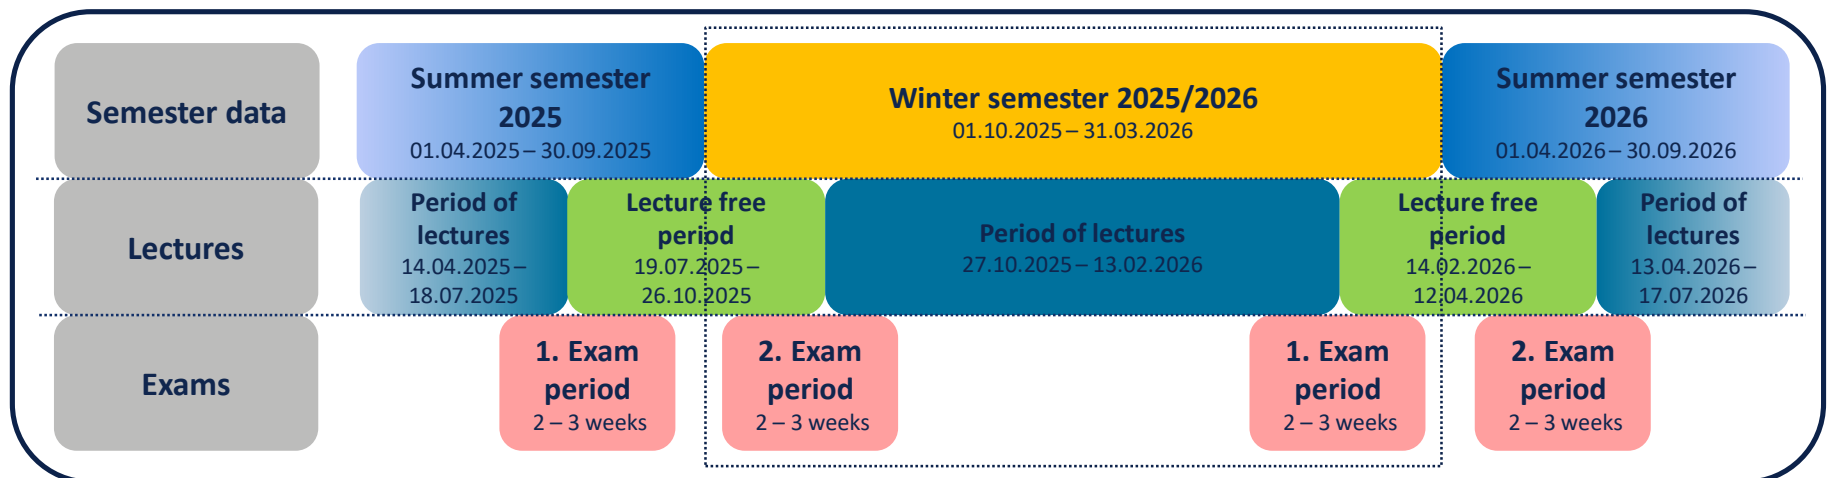 Semester data
Summer semester
2025
01.04.2025 – 30.09.2025
Winter semester 2025/2026
01.10.2025 – 31.03.2026
Summer semester
2026
01.04.2026 – 30.09.2026
Lectures
Period of
lectures
14.04.2025 –
18.07.2025
Lecture free
period
19.07.2025 –
26.10.2025
Period of lectures
27.10.2025 – 13.02.2026
Lecture free
period
14.02.2026 –
12.04.2026
Period of
lectures
13.04.2026 –
17.07.2026
Exams
1. Exam
period
2 – 3 weeks
2. Exam
period
2 – 3 weeks
1. Exam
period
2 – 3 weeks
2. Exam
period
2 – 3 weeks